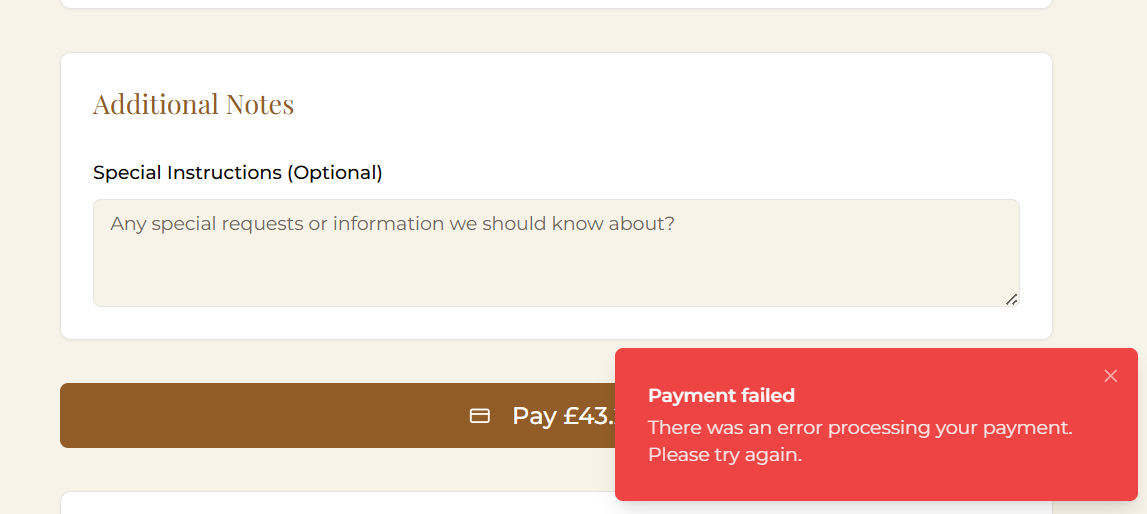 Additional Notes
Special Instructions (Optional)
Any special requests or information we should know about?
Payment failed
There was an error processing your payment.
Please try again.
Pay £43.